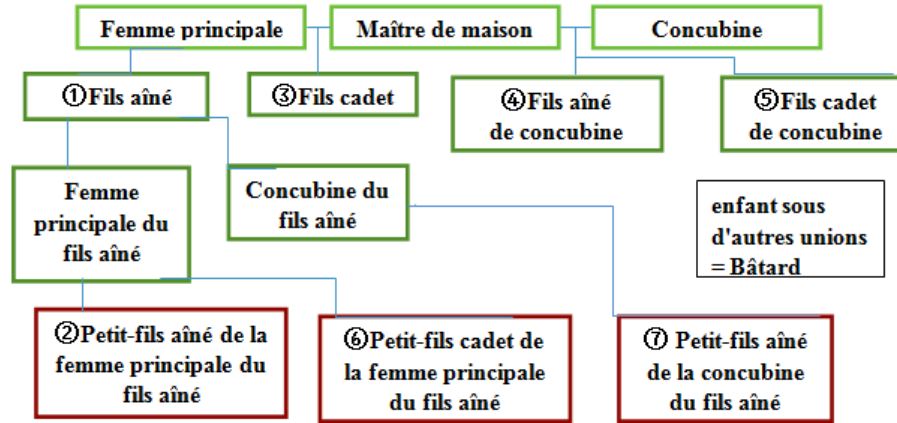 Femme principale
Maître de maison
Concubine
①Fils aîné
③Fils cadet
④Fils aîné
de concubine
⑤Fils cadet
de concubine
Femme
principale du
fils aîné
Concubine du
fils aîné
enfant sous
d'autres unions
= Bâtard
②Petit-fils aîné de la
femme principale du
fils aîné
⑥Petit-fils cadet de
la femme principale
du fils aîné
⑦ Petit-fils aîné
de la concubine
du fils aîné